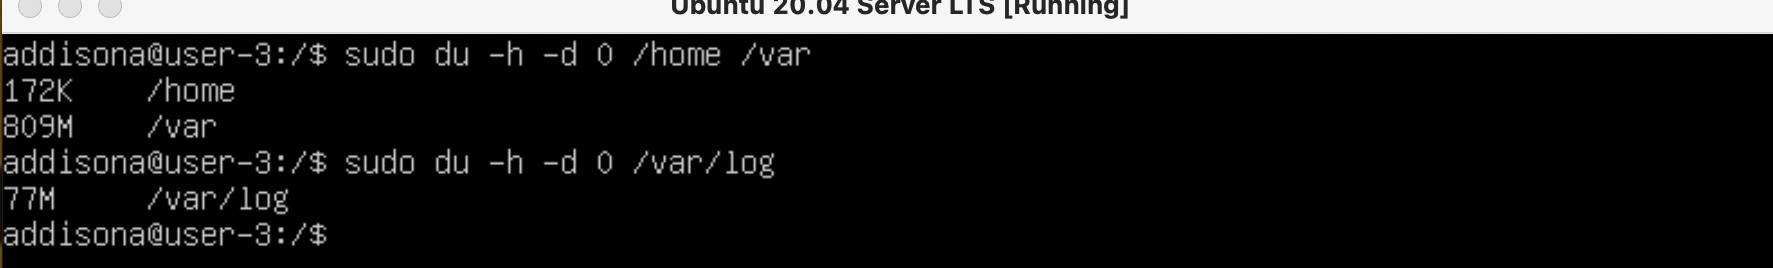 Ubuntu 20.04 Server LTS [Running]
addisona@user-3:/$ sudo du -h -d 0 /home /var
172K    /home
809M    /var
addisona@user-3:/$ sudo du -h -d 0 /var/log
77M     /var/log
addisona@user-3:/$